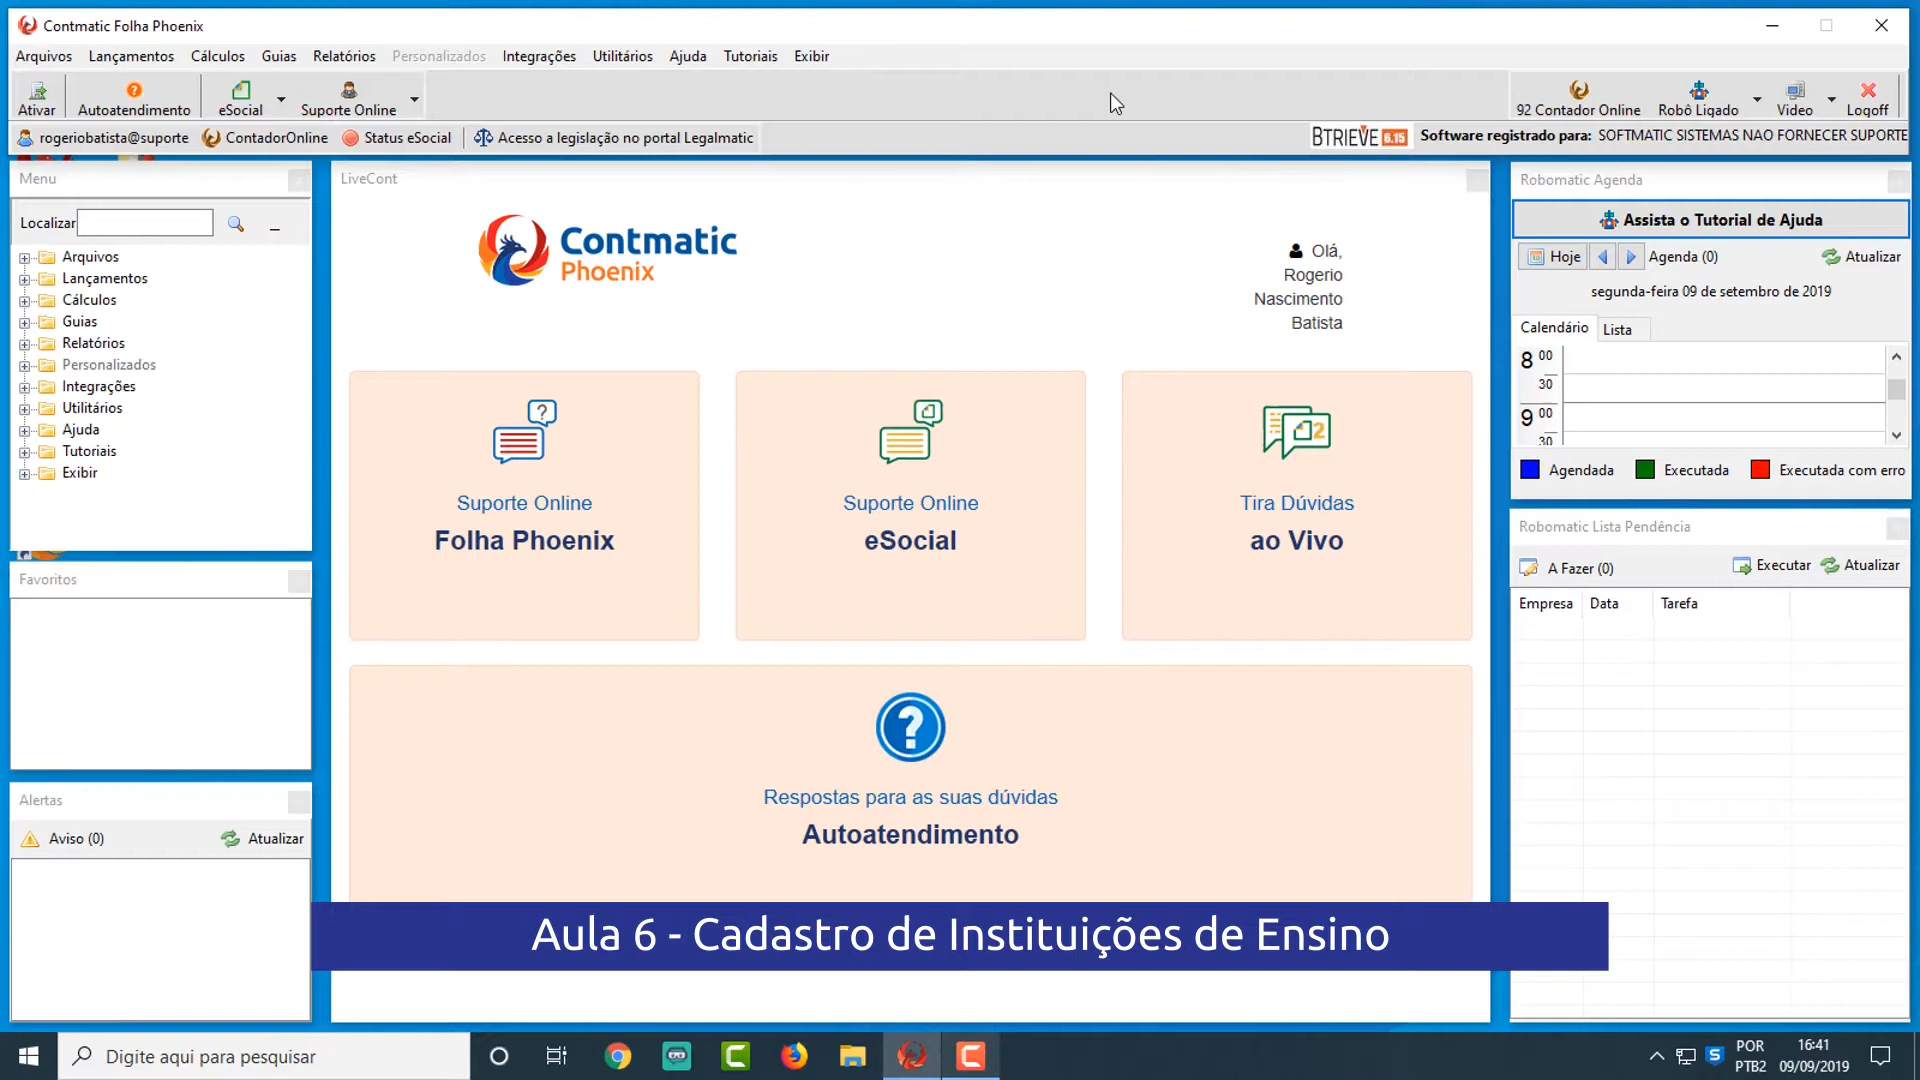 Contmatic Folha Phoenix
Arquivos Lançamentos Cálculos Guias Relatórios Personalizados Integrações Utilitários Ajuda Tutoriais Exibir
Ativar Autoatendimento eSocial Suporte Online 92 Contador Online Robô Ligado Video Logoff
rogeriobatista@suporte ContadorOnline Status eSocial Acesso a legislação no portal Legalmatic BTRIEVE 6.15 Software registrado para: SOFTMATIC SISTEMAS NAO FORNECER SUPORTE
Menu
Localizar
Arquivos
Lançamentos
Cálculos
Guias
Relatórios
Personalizados
Integrações
Utilitários
Ajuda
Tutoriais
Exibir
Favoritos
Alertas
Aviso (0) Atualizar
LiveCont
Contmatic
Phoenix
Olá,
Rogerio
Nascimento
Batista
Suporte Online
Folha Phoenix
Suporte Online
eSocial
Tira Dúvidas
ao Vivo
Respostas para as suas dúvidas
Autoatendimento
Robomatic Agenda
Assista o Tutorial de Ajuda
Hoje Agenda (0) Atualizar
segunda-feira 09 de setembro de 2019
Calendário Lista
8 00
30
9 00
30
Agendada Executada Executada com erro
Robomatic Lista Pendência
A Fazer (0) Executar Atualizar
Empresa Data Tarefa
Aula 6 - Cadastro de Instituições de Ensino
Digite aqui para pesquisar
POR
PTB2
16:41
09/09/2019